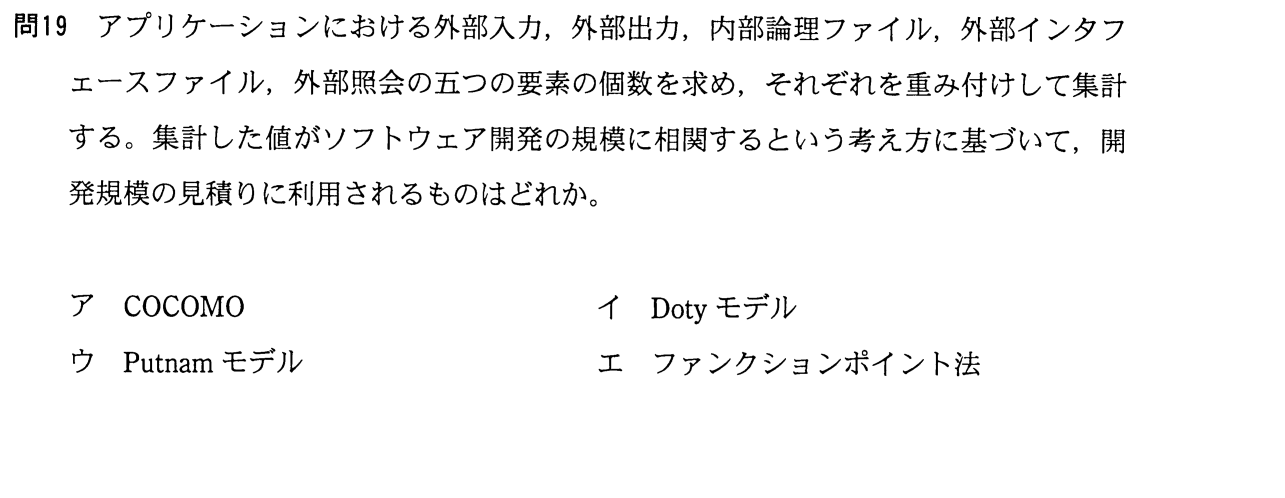 問19 アプリケーションにおける外部入力，外部出力，内部論理ファイル，外部インタフ
ェースファイル，外部照会の五つの要素の個数を求め，それぞれを重み付けして集計
する。集計した値がソフトウェア開発の規模に相関するという考え方に基づいて，開
発規模の見積りに利用されるものはどれか。
ア COCOMO イ Doty モデル
ウ Putnam モデル エ ファンクションポイント法